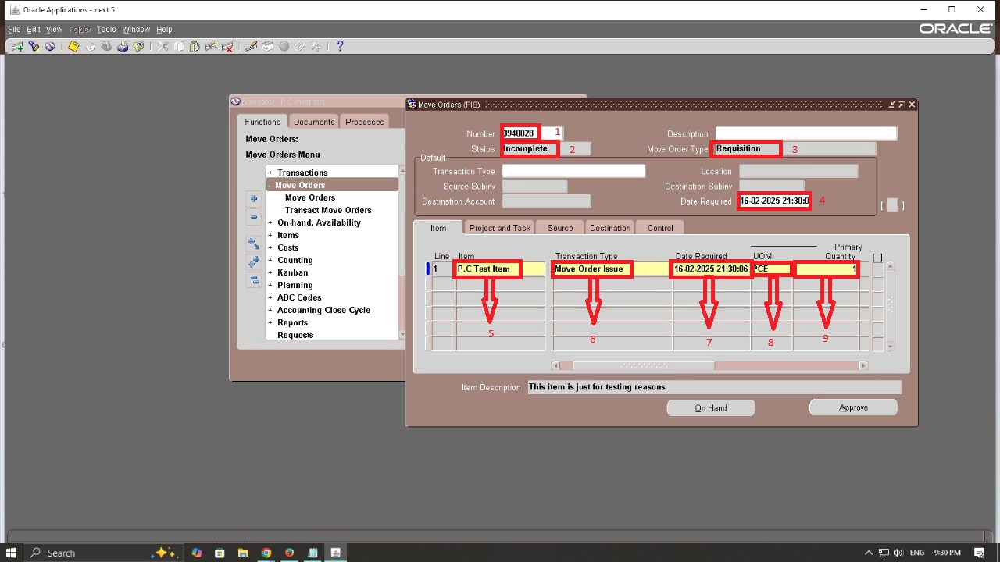 Oracle Applications - next 5
File Edit View Folder Tools Window Help
ORACLE
Navigator - P.C Inventory
Functions Documents Processes
Move Orders:
Move Orders Menu
+ Transactions
- Move Orders
Move Orders
Transact Move Orders
+ On-hand, Availability
+ Items
+ Costs
+ Counting
+ Kanban
+ Planning
+ ABC Codes
+ Accounting Close Cycle
+ Reports
Requests
Move Orders (PIS)
Number 3940028 1 Description
Status Incomplete 2 Move Order Type Requisition 3
Default
Transaction Type Location
Source Subinv Destination Subinv
Destination Account Date Required 16-02-2025 21:30:0 4 [ ]
Item Project and Task Source Destination Control
Primary
Line Item Transaction Type Date Required UOM Quantity [ ]
1 P.C Test Item Move Order Issue 16-02-2025 21:30:06 PCE 1
5 6 7 8 9
Item Description This item is just for testing reasons
On Hand Approve
Search ENG 9:30 PM